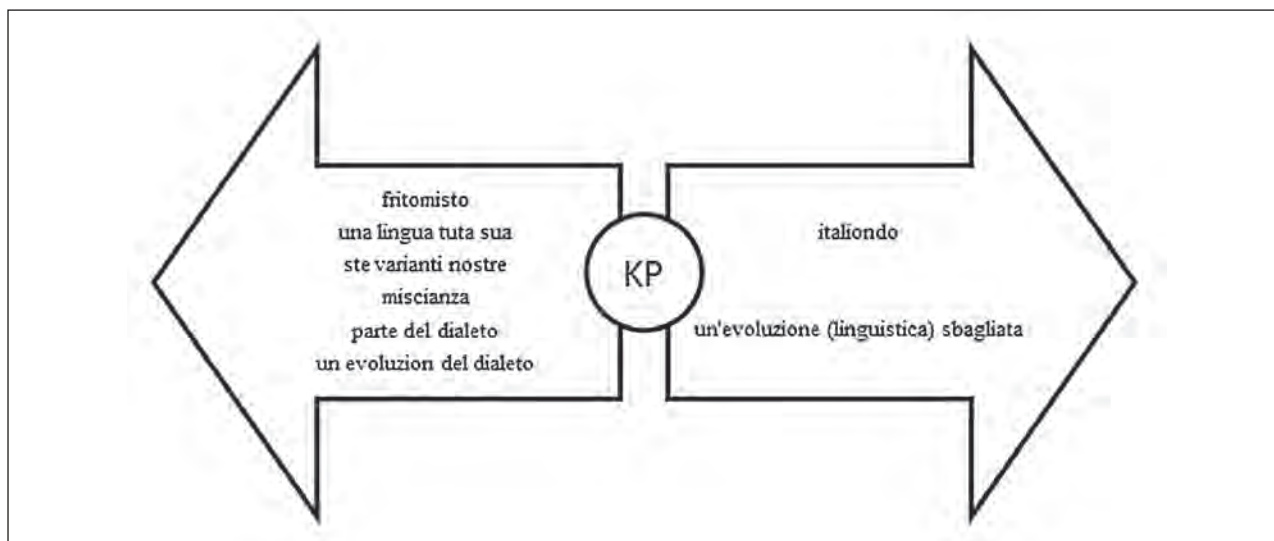 fritomisto
una lingua tuta sua
ste varianti nostre
miscianza
parte del dialeto
un evoluzion del dialeto
KP
italiondo
un'evoluzione (linguistica) sbagliata